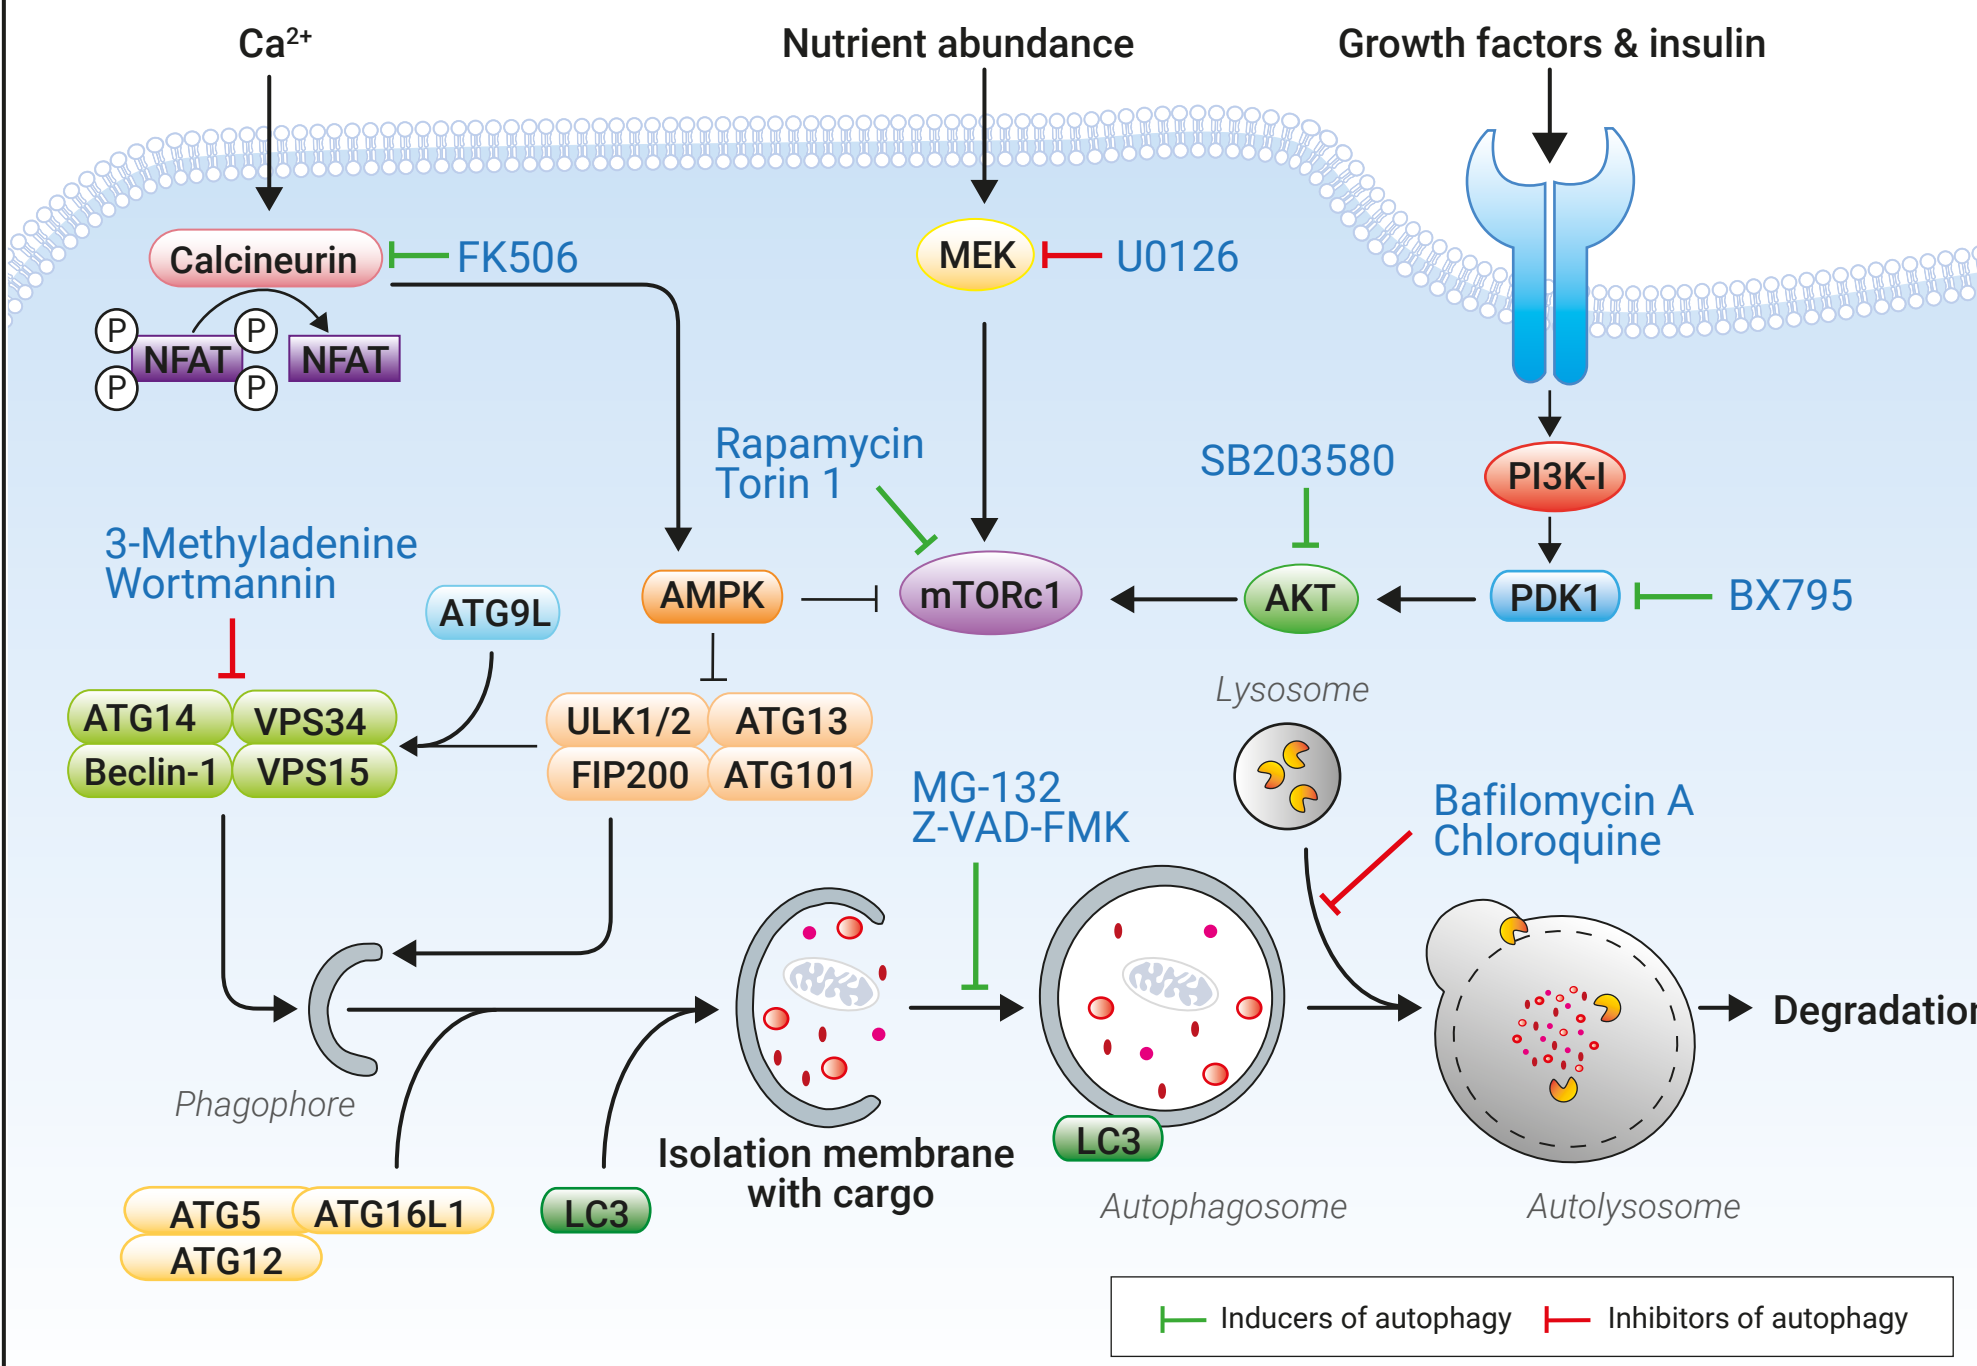 Ca²⁺
Nutrient abundance
Growth factors & insulin
Calcineurin
FK506
MEK
U0126
P
P
NFAT
NFAT
P
P
Rapamycin
Torin 1
SB203580
PI3K-I
3-Methyladenine
Wortmannin
ATG9L
AMPK
mTORc1
AKT
PDK1
BX795
ATG14
VPS34
Beclin-1
VPS15
ULK1/2
ATG13
FIP200
ATG101
Lysosome
MG-132
Z-VAD-FMK
Bafilomycin A
Chloroquine
Degradation
Phagophore
Isolation membrane
with cargo
LC3
Autophagosome
Autolysosome
ATG5
ATG16L1
ATG12
LC3
Inducers of autophagy
Inhibitors of autophagy